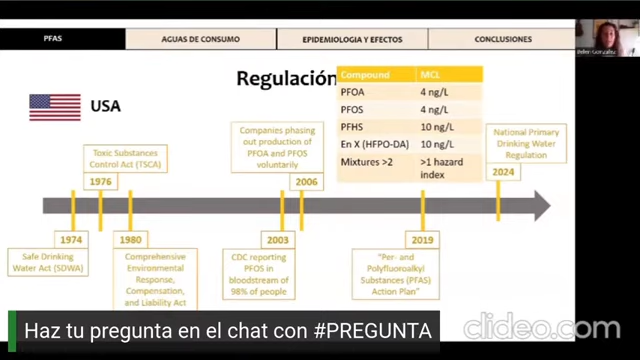 PFAS
AGUAS DE CONSUMO
EPIDEMIOLOGIA Y EFECTOS
CONCLUSIONES
Belén González
Regulación
USA
Compound MCL
PFOA 4 ng/L
PFOS 4 ng/L
PFHS 10 ng/L
En X (HFPO-DA) 10 ng/L
Mixtures >2 >1 hazard
index
Toxic Substances
Control Act (TSCA)
1976
Companies phasing
out production of
PFOA and PFOS
voluntarily
2006
National Primary
Drinking Water
Regulation
2024
1974
Safe Drinking
Water Act (SDWA)
1980
Comprehensive
Environmental
Response,
Compensation,
and Liability Act
2003
CDC reporting
PFOS in
bloodstream of
98% of people
2019
"Per- and
Polyfluoroalkyl
Substances (PFAS)
Action Plan"
Haz tu pregunta en el chat con #PREGUNTA
clideo.com